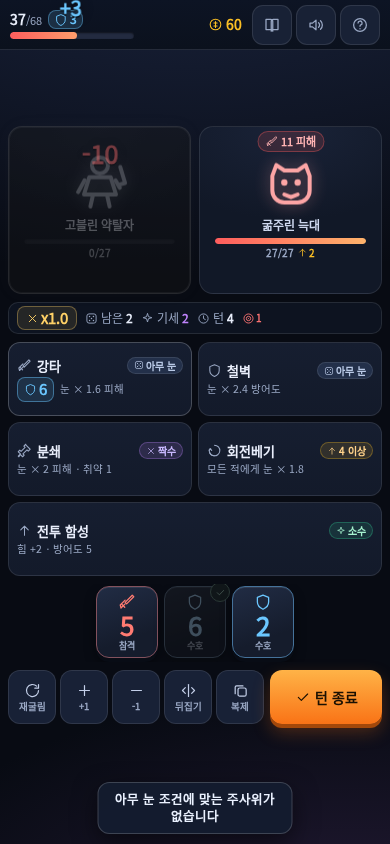 37/68
+3
3
60
-10
고블린 약탈자
0/27
11 피해
굶주린 늑대
27/27 ↑2
x1.0
남은 2
기세 2
턴 4
1
강타
아무 눈
6
눈 × 1.6 피해
철벽
아무 눈
눈 × 2.4 방어도
분쇄
짝수
눈 × 2 피해 · 취약 1
회전베기
4 이상
모든 적에게 눈 × 1.8
전투 함성
소수
힘 +2 · 방어도 5
5
참격
6
수호
2
수호
재굴림
+1
-1
뒤집기
복제
턴 종료
아무 눈 조건에 맞는 주사위가
없습니다